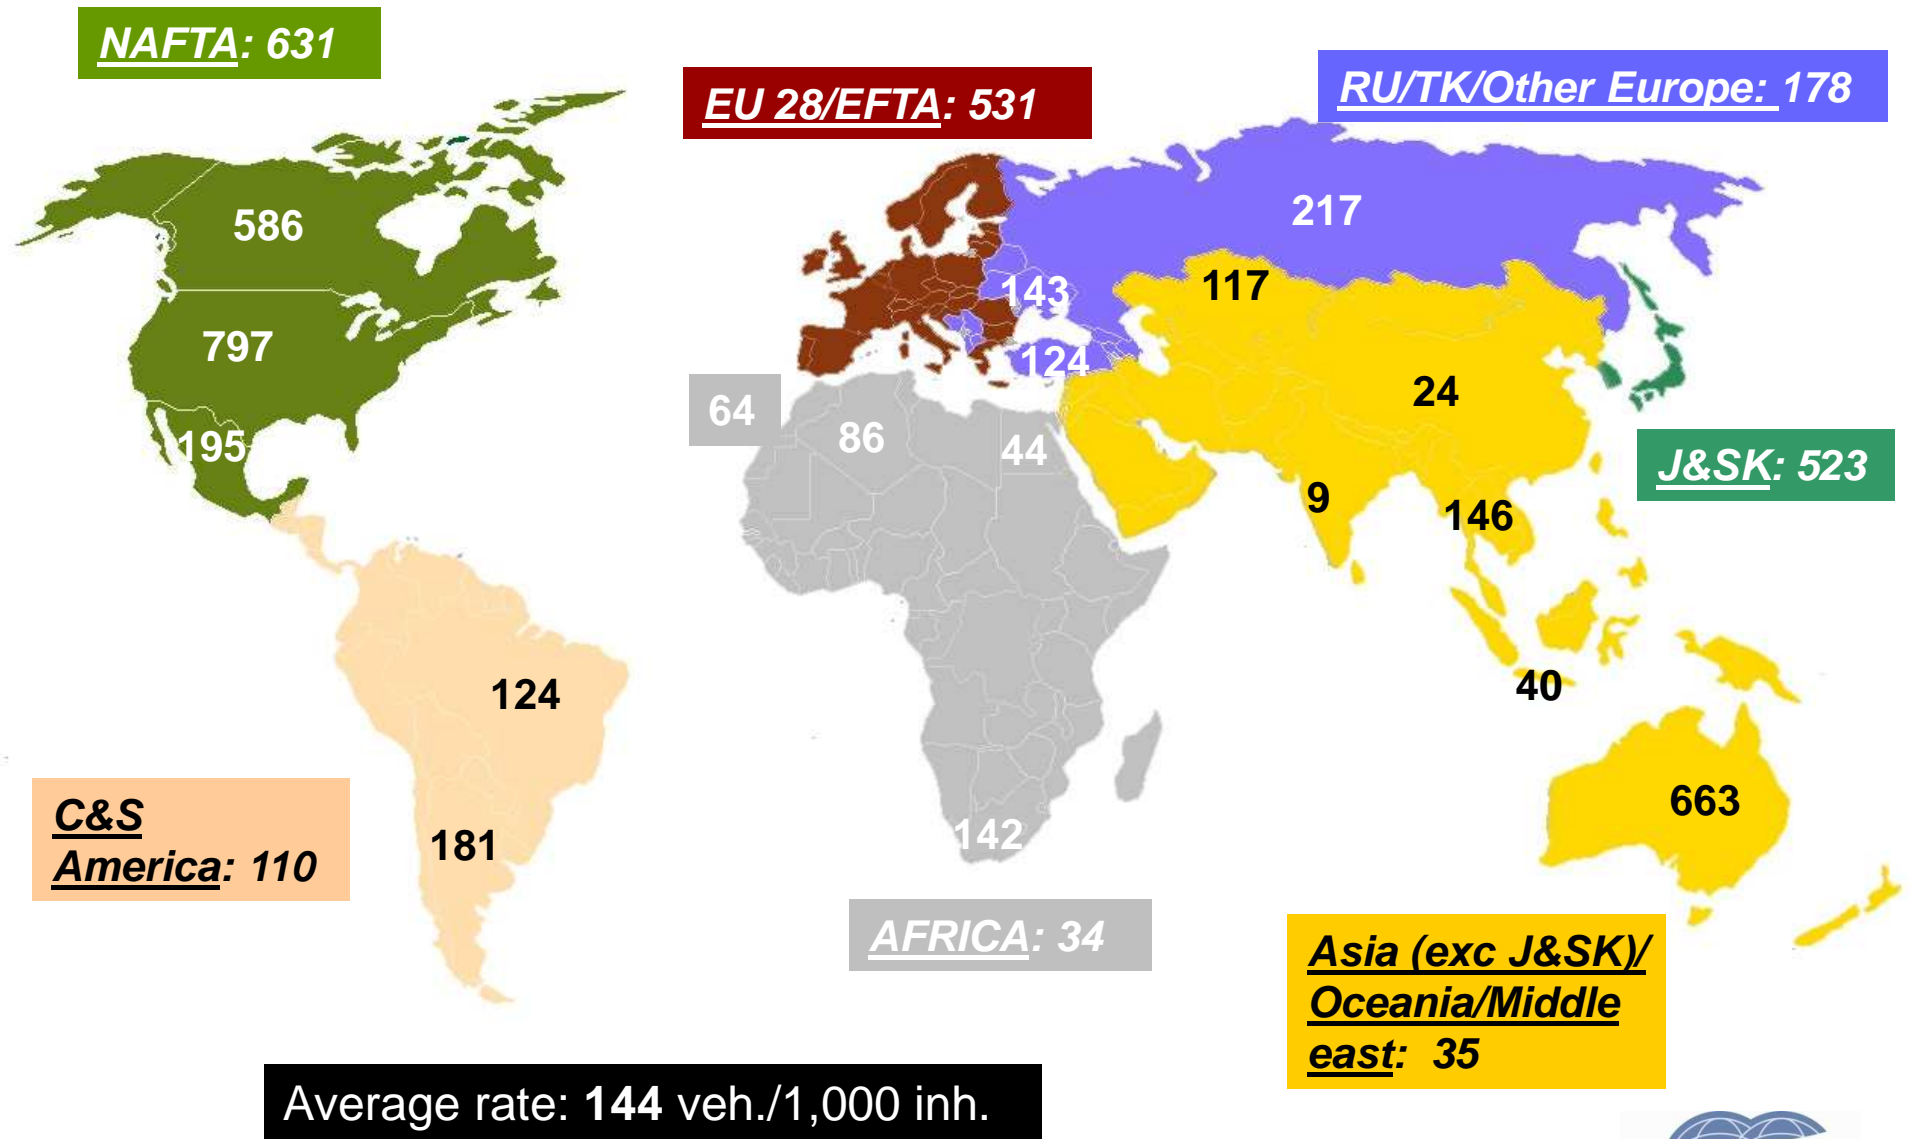 NAFTA: 631
EU 28/EFTA: 531
RU/TK/Other Europe: 178
586
217
143
117
797
124
24
64
86
44
195
J&SK: 523
9
146
40
124
663
C&S
America: 110
181
142
AFRICA: 34
Asia (exc J&SK)/
Oceania/Middle
east: 35
Average rate: 144 veh./1,000 inh.